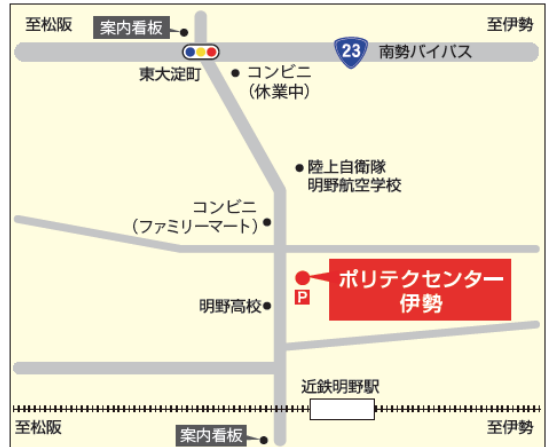 至松阪
案内看板
至伊勢
23
南勢バイパス
東大淀町
コンビニ
(休業中)
陸上自衛隊
明野航空学校
コンビニ
(ファミリーマート)
ポリテクセンター
伊勢
P
明野高校
近鉄明野駅
至松阪
案内看板
至伊勢